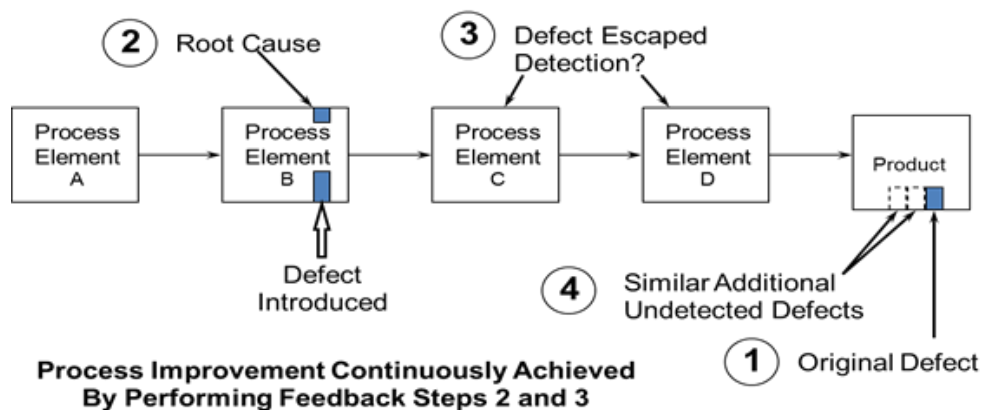 2
Root Cause
3
Defect Escaped
Detection?
Process
Element
A
Process
Element
B
Process
Element
C
Process
Element
D
Product
Defect
Introduced
4
Similar Additional
Undetected Defects
1
Original Defect
Process Improvement Continuously Achieved
By Performing Feedback Steps 2 and 3